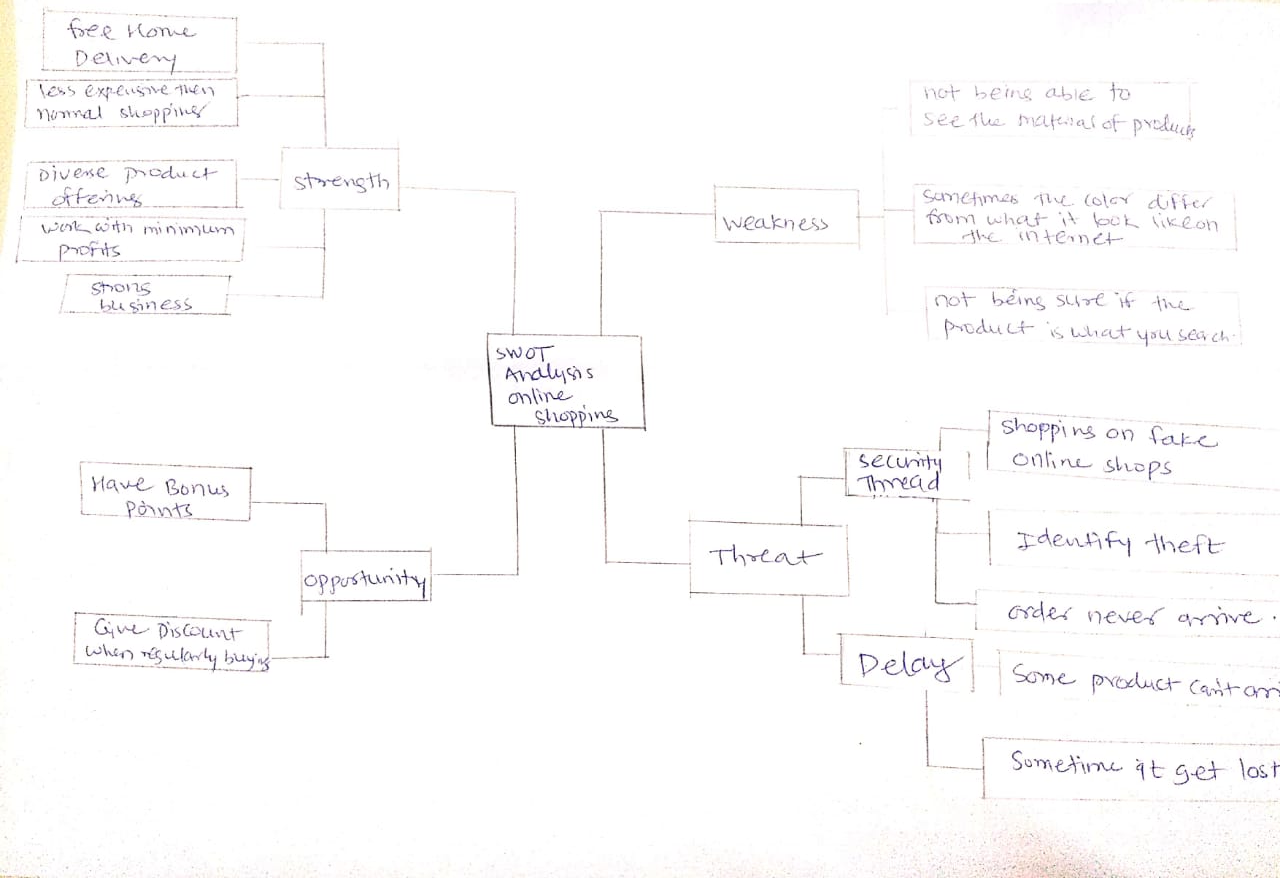 free Home
Delivery
less expensive then
normal shopping
Diverse product
offerings
work with minimum
profits
strong
business
strength
not being able to
see the material of products
weakness
sometimes the color differ
from what it look like on
the internet
not being sure if the
product is what you search.
SWOT
Analysis
online
shopping
Have Bonus
Points
opportunity
Give Discount
when regularly buying
Threat
security
Thread
shopping on fake
online shops
Identify theft
order never arrive.
Delay
Some product can't
Sometime it get lost